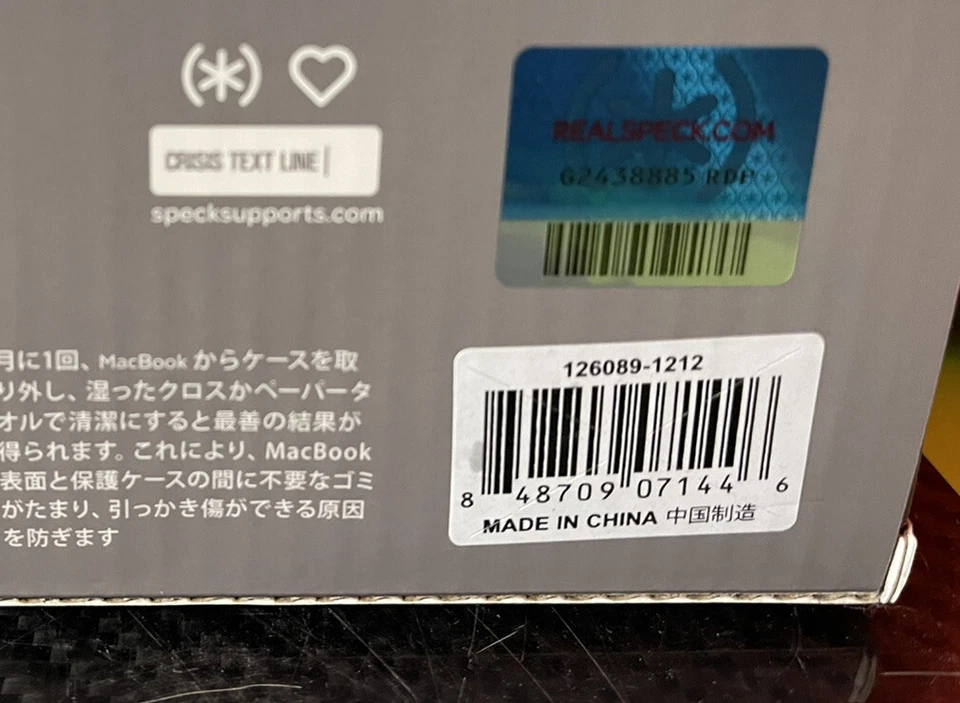 CRISIS TEXT LINE
specksupports.com
REALSPECK.COM
G2438885 RDP
月に1回、MacBook からケースを取
り外し、湿ったクロスかペーパータ
オルで清潔にすると最善の結果が
得られます。これにより、MacBook
表面と保護ケースの間に不要なゴミ
がたまり、引っかき傷ができる原因
を防ぎます
126089-1212
8 48709 07144 6
MADE IN CHINA 中国制造